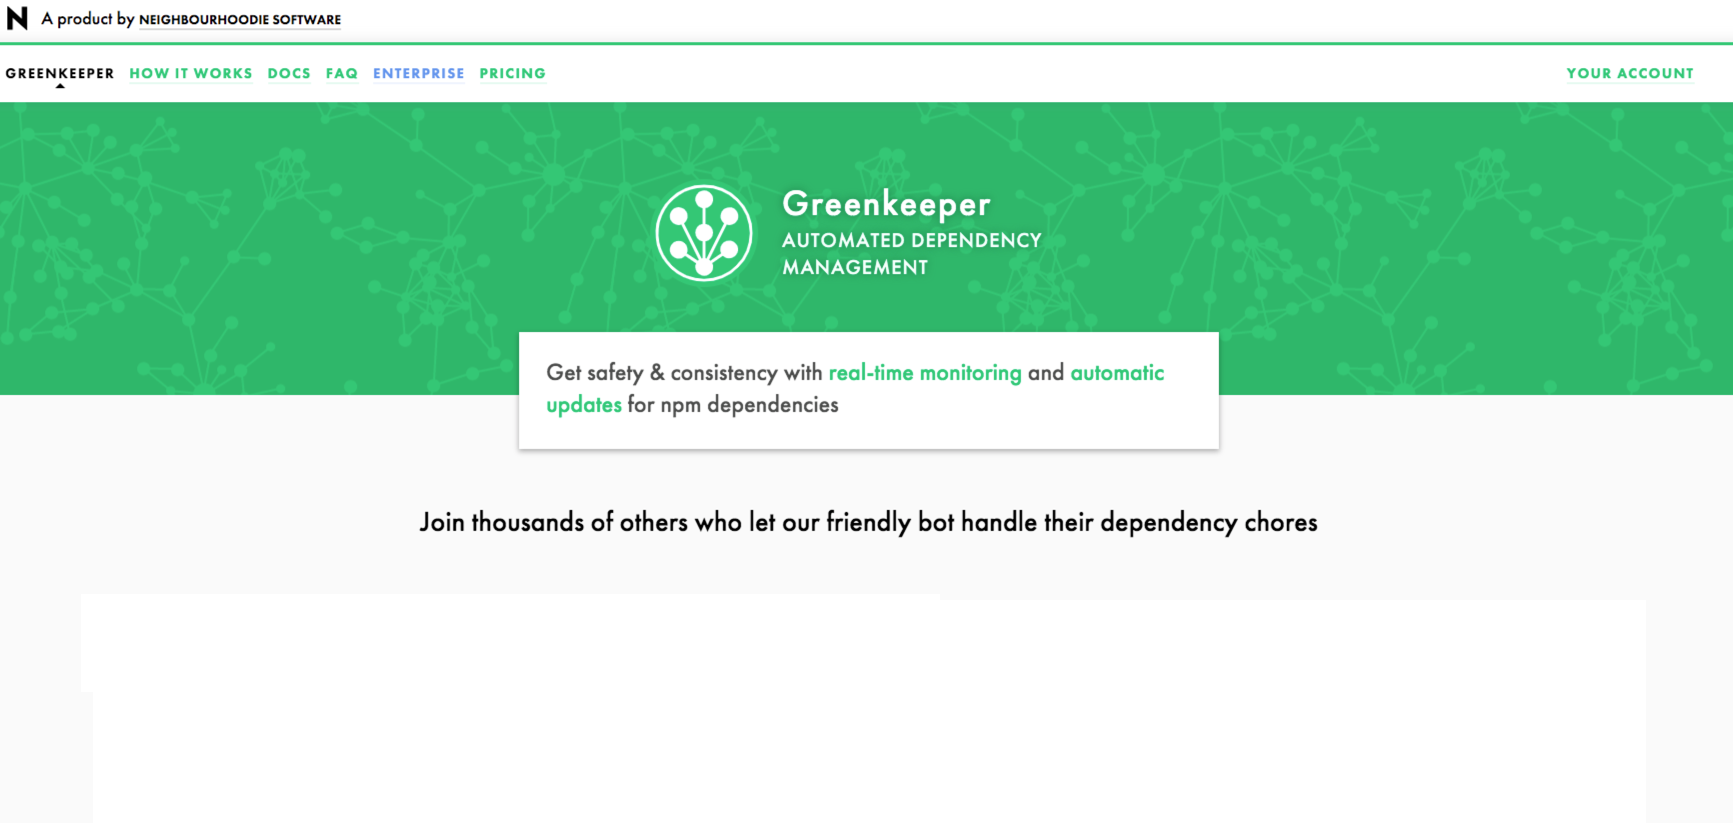 N A product by NEIGHBOURHOODIE SOFTWARE
GREENKEEPER HOW IT WORKS DOCS FAQ ENTERPRISE PRICING YOUR ACCOUNT
Greenkeeper
AUTOMATED DEPENDENCY
MANAGEMENT
Get safety & consistency with real-time monitoring and automatic
updates for npm dependencies
Join thousands of others who let our friendly bot handle their dependency chores